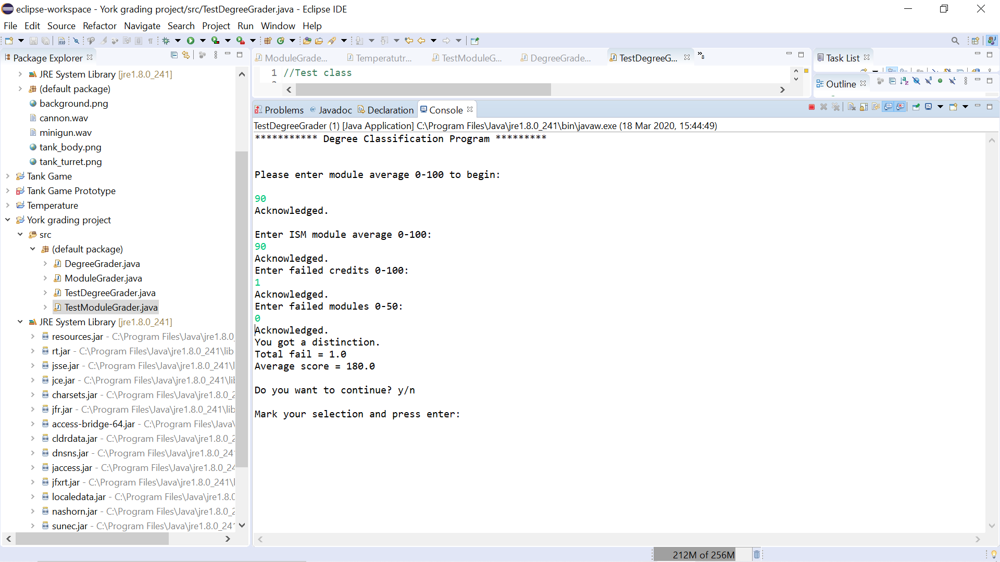 eclipse-workspace - York grading project/src/TestDegreeGrader.java - Eclipse IDE
File Edit Source Refactor Navigate Search Project Run Window Help
Package Explorer
JRE System Library [jre1.8.0_241]
(default package)
background.png
cannon.wav
minigun.wav
tank_body.png
tank_turret.png
Tank Game
Tank Game Prototype
Temperature
York grading project
src
(default package)
DegreeGrader.java
ModuleGrader.java
TestDegreeGrader.java
TestModuleGrader.java
JRE System Library [jre1.8.0_241]
resources.jar - C:\Program Files\Java\jre1.8.0_
rt.jar - C:\Program Files\Java\jre1.8.0_241\lib
jsse.jar - C:\Program Files\Java\jre1.8.0_241\l
jce.jar - C:\Program Files\Java\jre1.8.0_241\lib
charsets.jar - C:\Program Files\Java\jre1.8.0_2
jfr.jar - C:\Program Files\Java\jre1.8.0_241\lib
access-bridge-64.jar - C:\Program Files\Java\
cldrdata.jar - C:\Program Files\Java\jre1.8.0_2
dnsns.jar - C:\Program Files\Java\jre1.8.0_24
jaccess.jar - C:\Program Files\Java\jre1.8.0_24
jfxrt.jar - C:\Program Files\Java\jre1.8.0_241\l
localedata.jar - C:\Program Files\Java\jre1.8.0
nashorn.jar - C:\Program Files\Java\jre1.8.0_2
sunec.jar - C:\Program Files\Java\jre1.8.0_24
ModuleGrade... Temperatutr... TestModuleG... DegreeGrade... TestDegreeG... »8
1 //Test class
Task List
Outline
Problems @ Javadoc Declaration Console
TestDegreeGrader (1) [Java Application] C:\Program Files\Java\jre1.8.0_241\bin\javaw.exe (18 Mar 2020, 15:44:49)
*********** Degree Classification Program *********
Please enter module average 0-100 to begin:
90
Acknowledged.
Enter ISM module average 0-100:
90
Acknowledged.
Enter failed credits 0-100:
1
Acknowledged.
Enter failed modules 0-50:
0
Acknowledged.
You got a distinction.
Total fail = 1.0
Average score = 180.0
Do you want to continue? y/n
Mark your selection and press enter:
212M of 256M